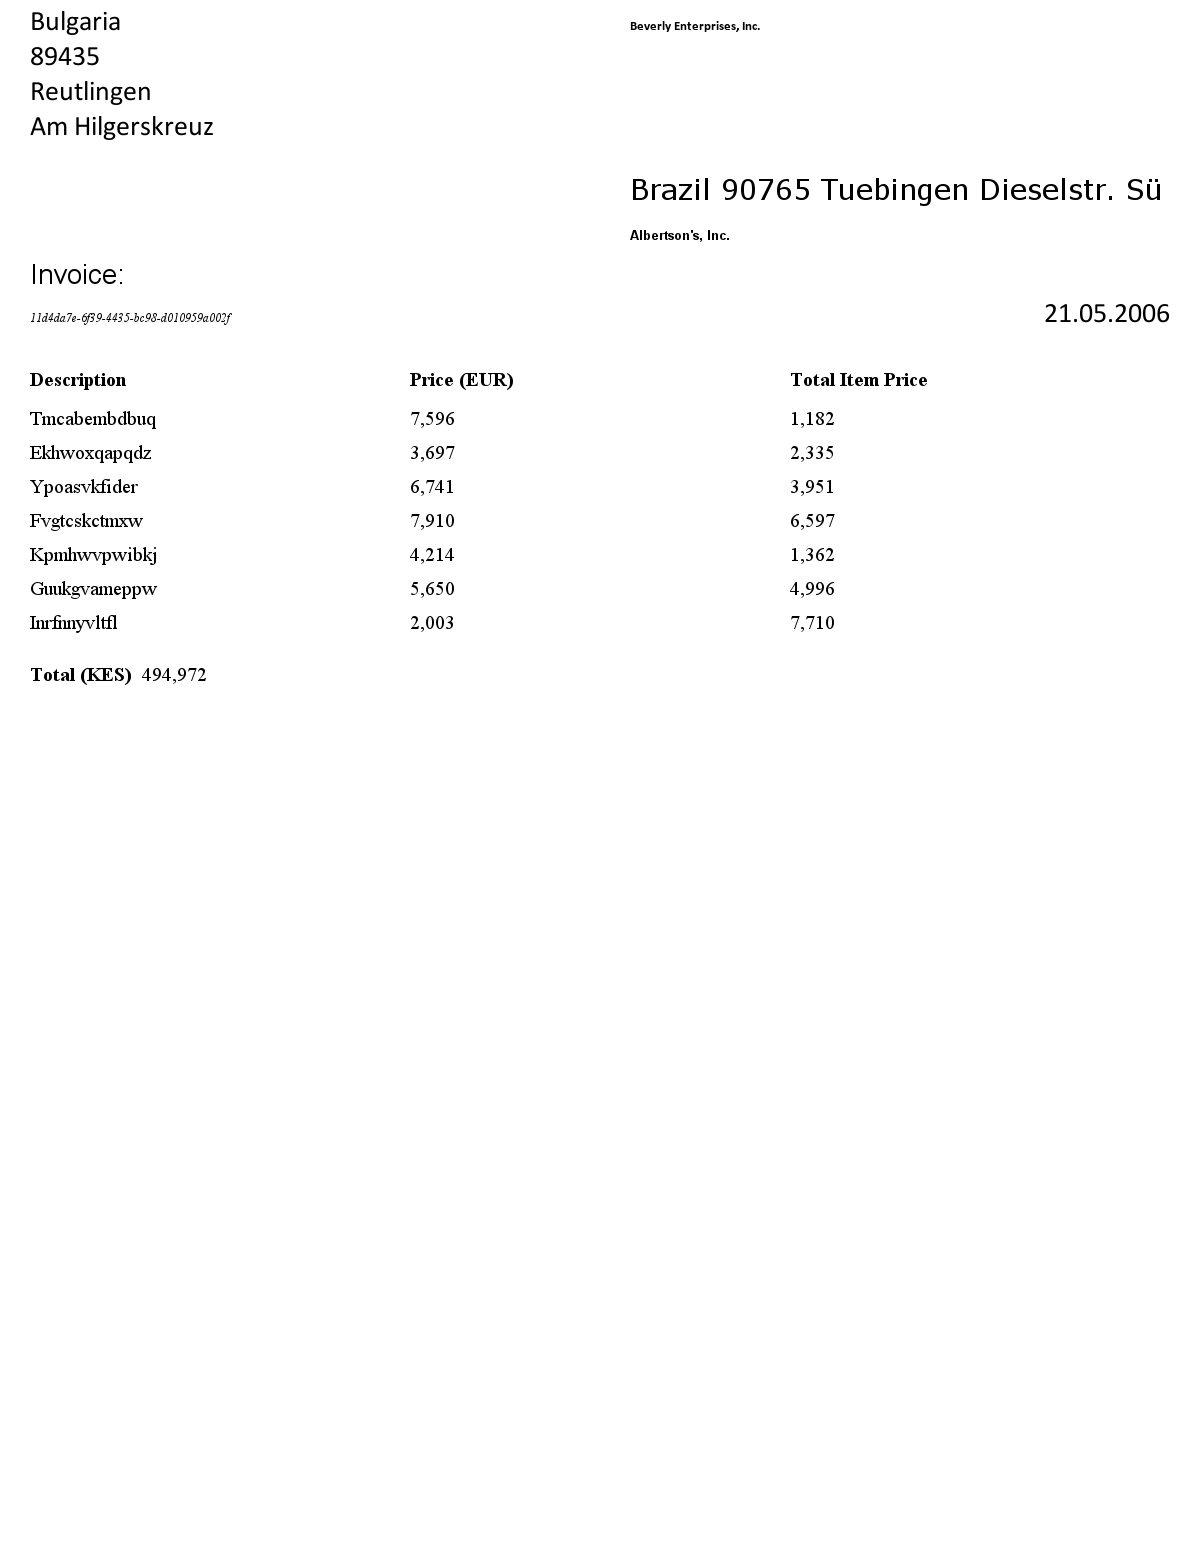 Bulgaria
89435
Reutlingen
Am Hilgerskreuz
Beverly Enterprises, Inc.
Brazil 90765 Tuebingen Dieselstr. Sü
Albertson's, Inc.
Invoice:
11d4da7e-6f39-4435-bc98-d010959a002f
21.05.2006
Description Price (EUR) Total Item Price
Tmcabembdbuq 7,596 1,182
Ekhwoxqapqdz 3,697 2,335
Ypoasvkfider 6,741 3,951
Fvgtcskctmxw 7,910 6,597
Kpmhwvpwibkj 4,214 1,362
Guukgvameppw 5,650 4,996
Inrfnnyvltfl 2,003 7,710
Total (KES) 494,972